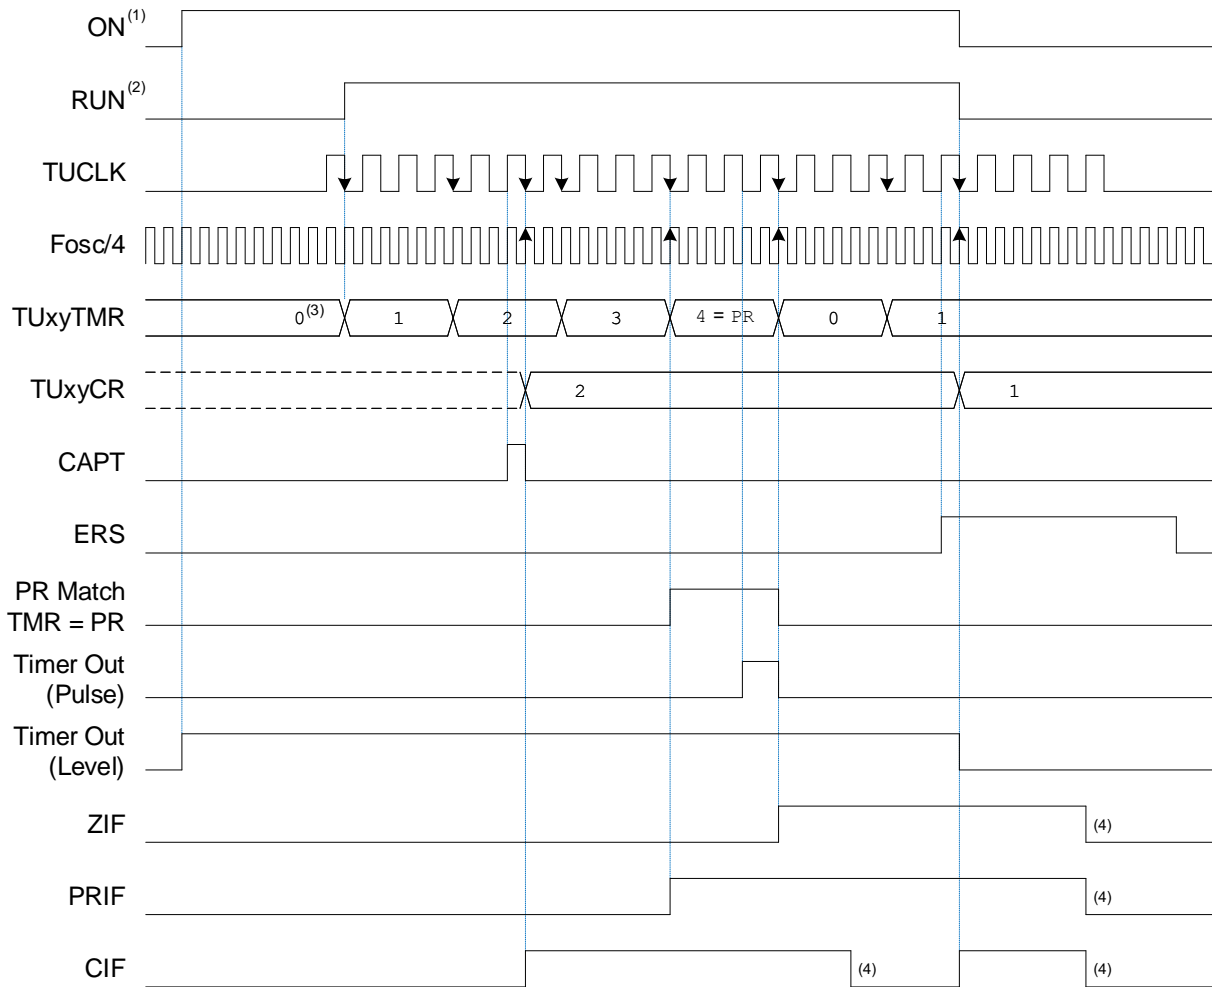 ON(1)
RUN(2)
TUCLK
Fosc/4
TUxyTMR 0(3) 1 2 3 4 = PR 0 1
TUxyCR 2 1
CAPT
ERS
PR Match
TMR = PR
Timer Out
(Pulse)
Timer Out
(Level)
ZIF (4)
PRIF (4)
CIF (4) (4)